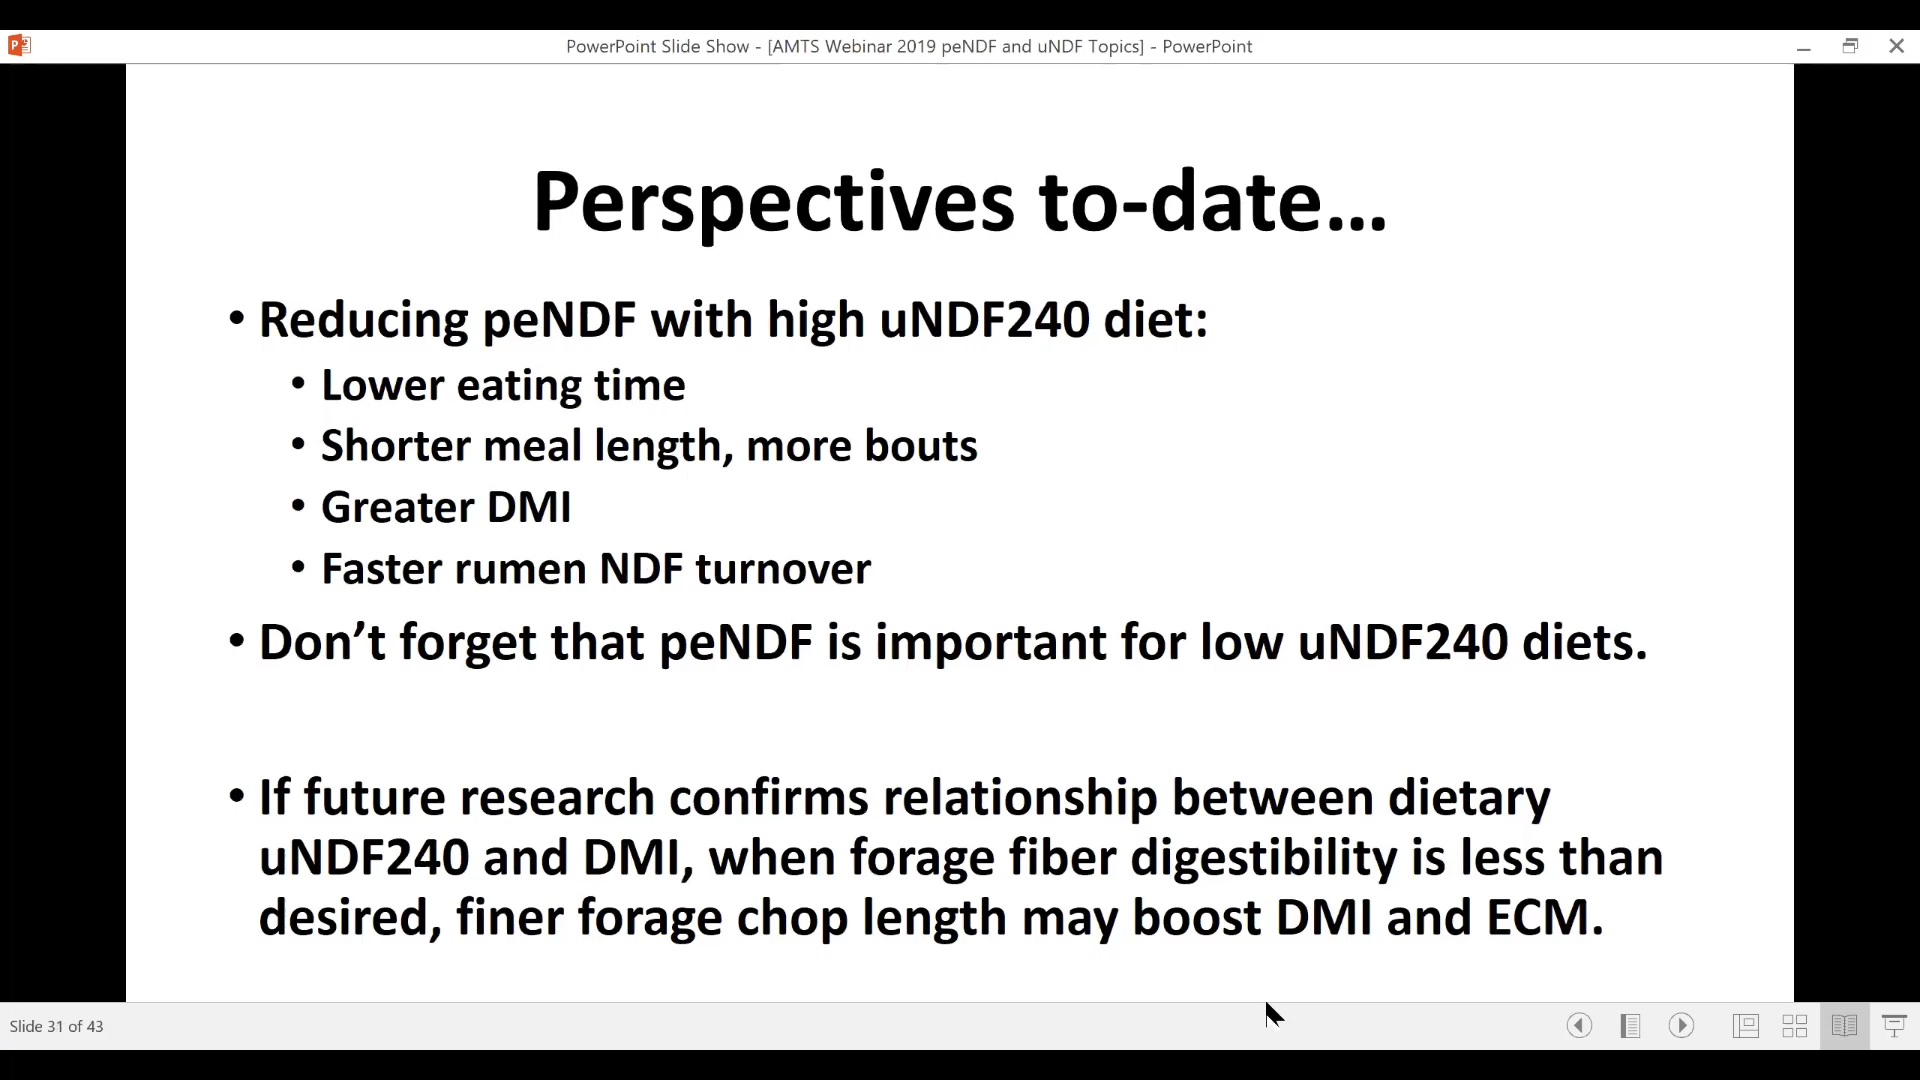 PowerPoint Slide Show - [AMTS Webinar 2019 peNDF and uNDF Topics] - PowerPoint
Perspectives to-date...
• Reducing peNDF with high uNDF240 diet:
• Lower eating time
• Shorter meal length, more bouts
• Greater DMI
• Faster rumen NDF turnover
• Don’t forget that peNDF is important for low uNDF240 diets.
• If future research confirms relationship between dietary
uNDF240 and DMI, when forage fiber digestibility is less than
desired, finer forage chop length may boost DMI and ECM.
Slide 31 of 43